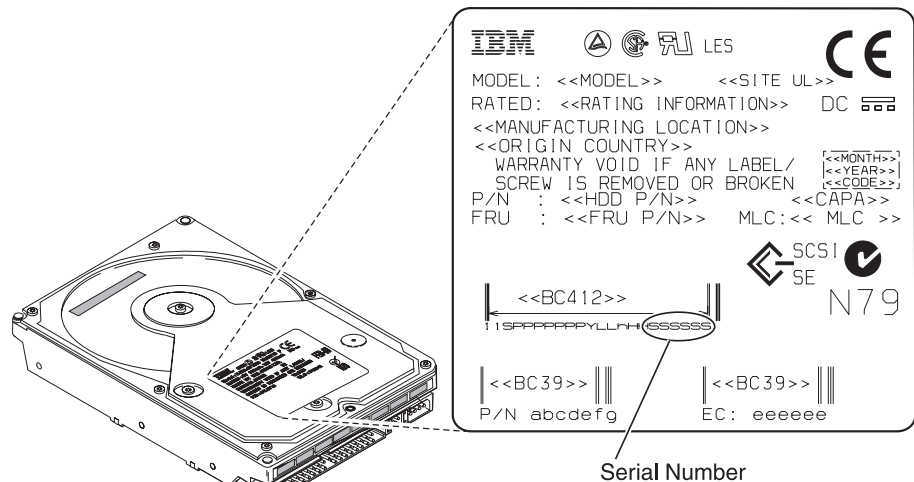 IBM LES CE
MODEL: <<MODEL>> <<SITE UL>>
RATED: <<RATING INFORMATION>> DC
<<MANUFACTURING LOCATION>>
<<ORIGIN COUNTRY>>
WARRANTY VOID IF ANY LABEL/
SCREW IS REMOVED OR BROKEN
<<MONTH>>
<<YEAR>>
<<CODE>>
P/N : <<HDD P/N>> <<CAPA>>
FRU : <<FRU P/N>> MLC:<< MLC >>
SCSI
SE
N79
<<BC412>>
11SPPPPPPPYLLhHHSSSSSS
<<BC39>> <<BC39>>
P/N abcdefg EC: eeeeee
Serial Number